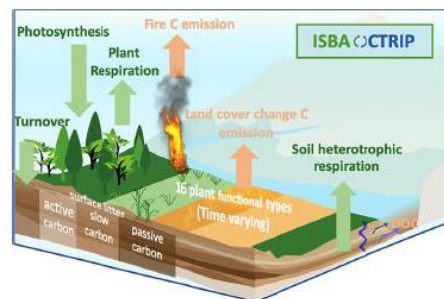 Fire C emission
ISBA CTRIP
Photosynthesis
Plant
Respiration
Turnover
Land cover change C
emission
Soil heterotrophic
respiration
16 plant functional types
(Time varying)
surface litter
active
carbon
slow
carbon
passive
carbon
DOC